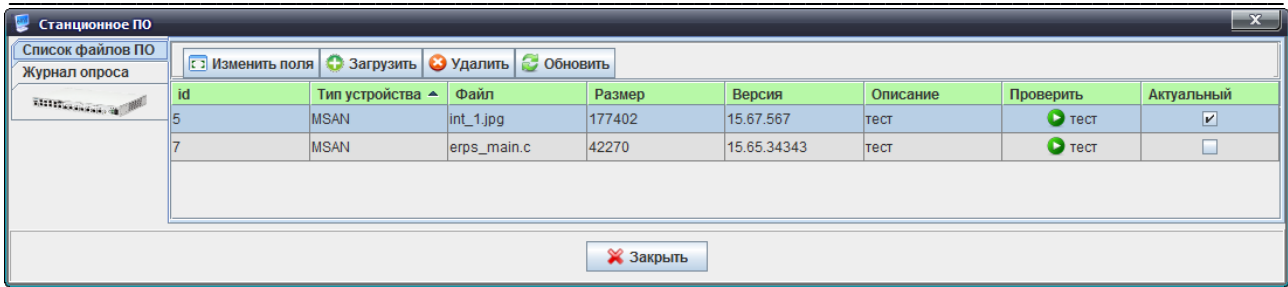 Станционное ПО
x
Список файлов ПО
Журнал опроса
Изменить поля Загрузить Удалить Обновить
id Тип устройства Файл Размер Версия Описание Проверить Актуальный
5 MSAN int_1.jpg 177402 15.67.567 тест тест
7 MSAN erps_main.c 42270 15.65.34343 тест тест
Закрыть